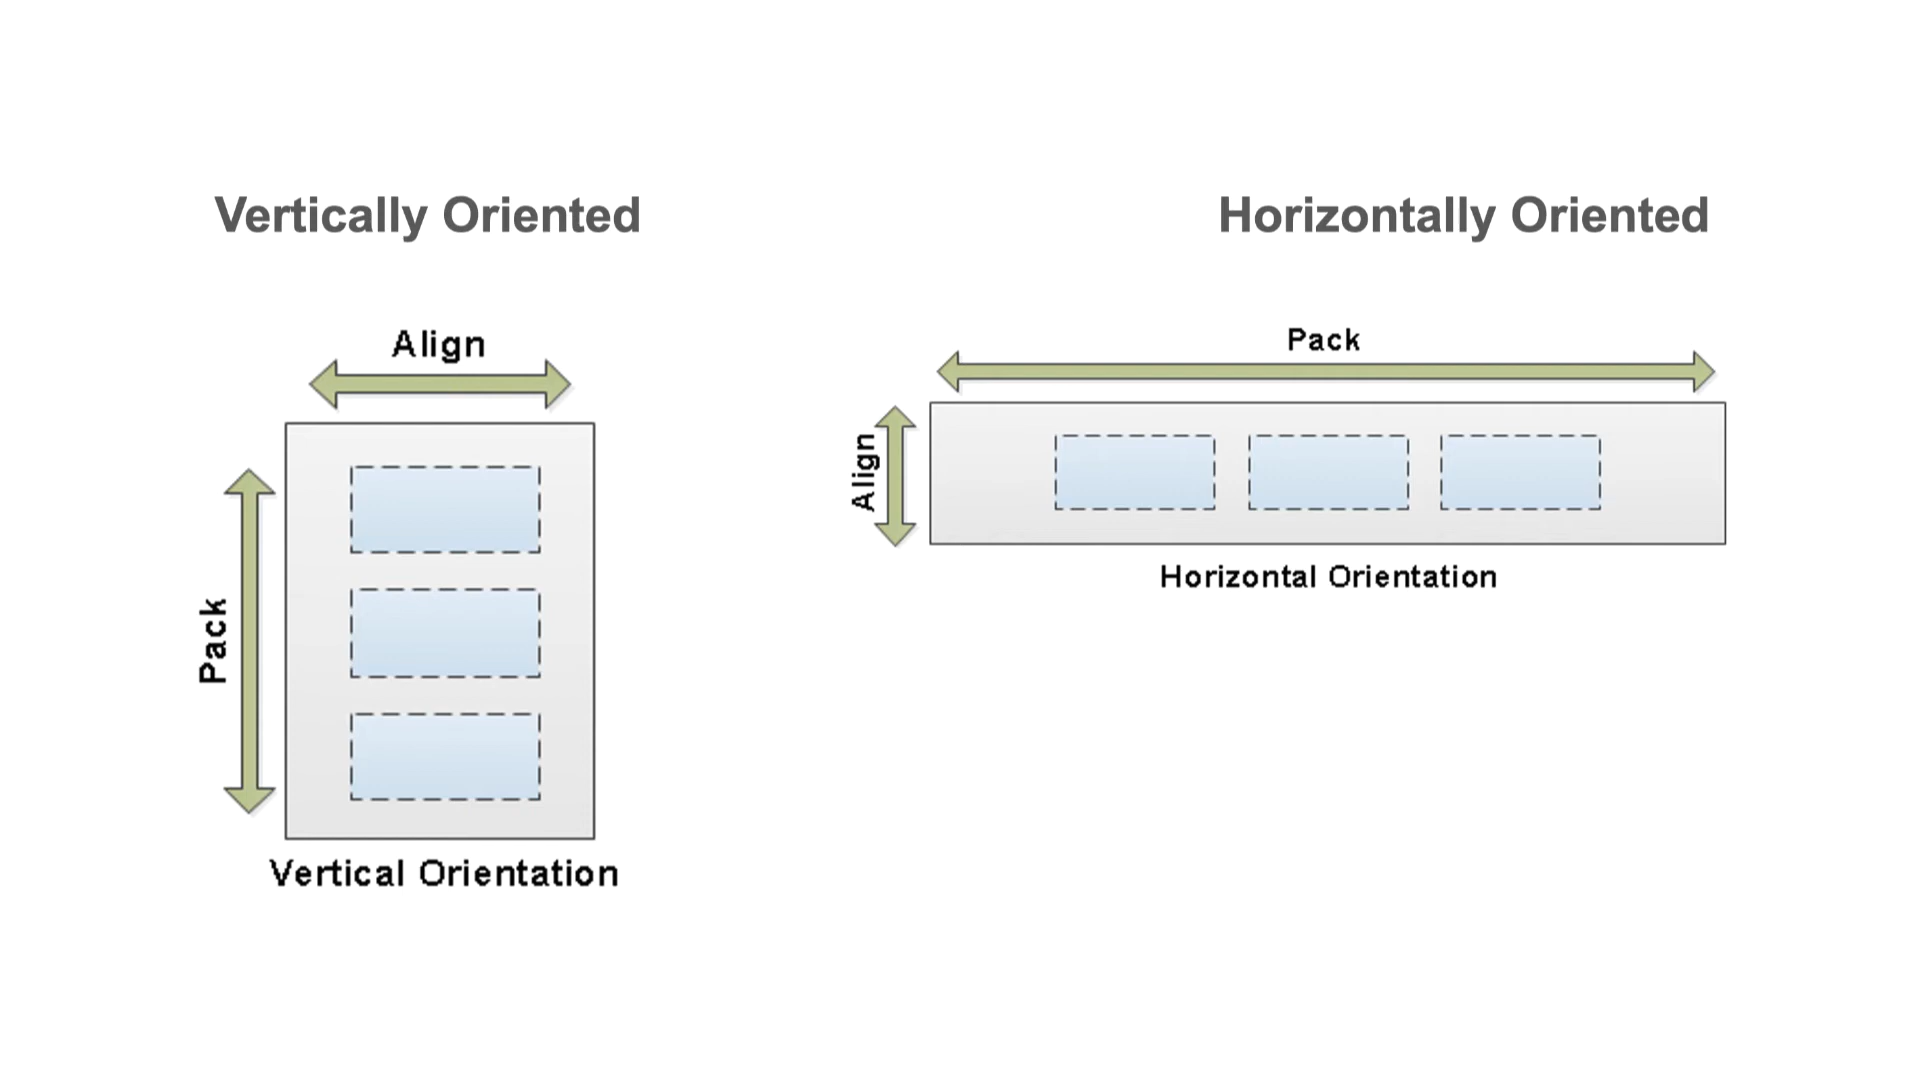 Vertically Oriented
Horizontally Oriented
Align
Pack
Vertical Orientation
Pack
Align
Horizontal Orientation